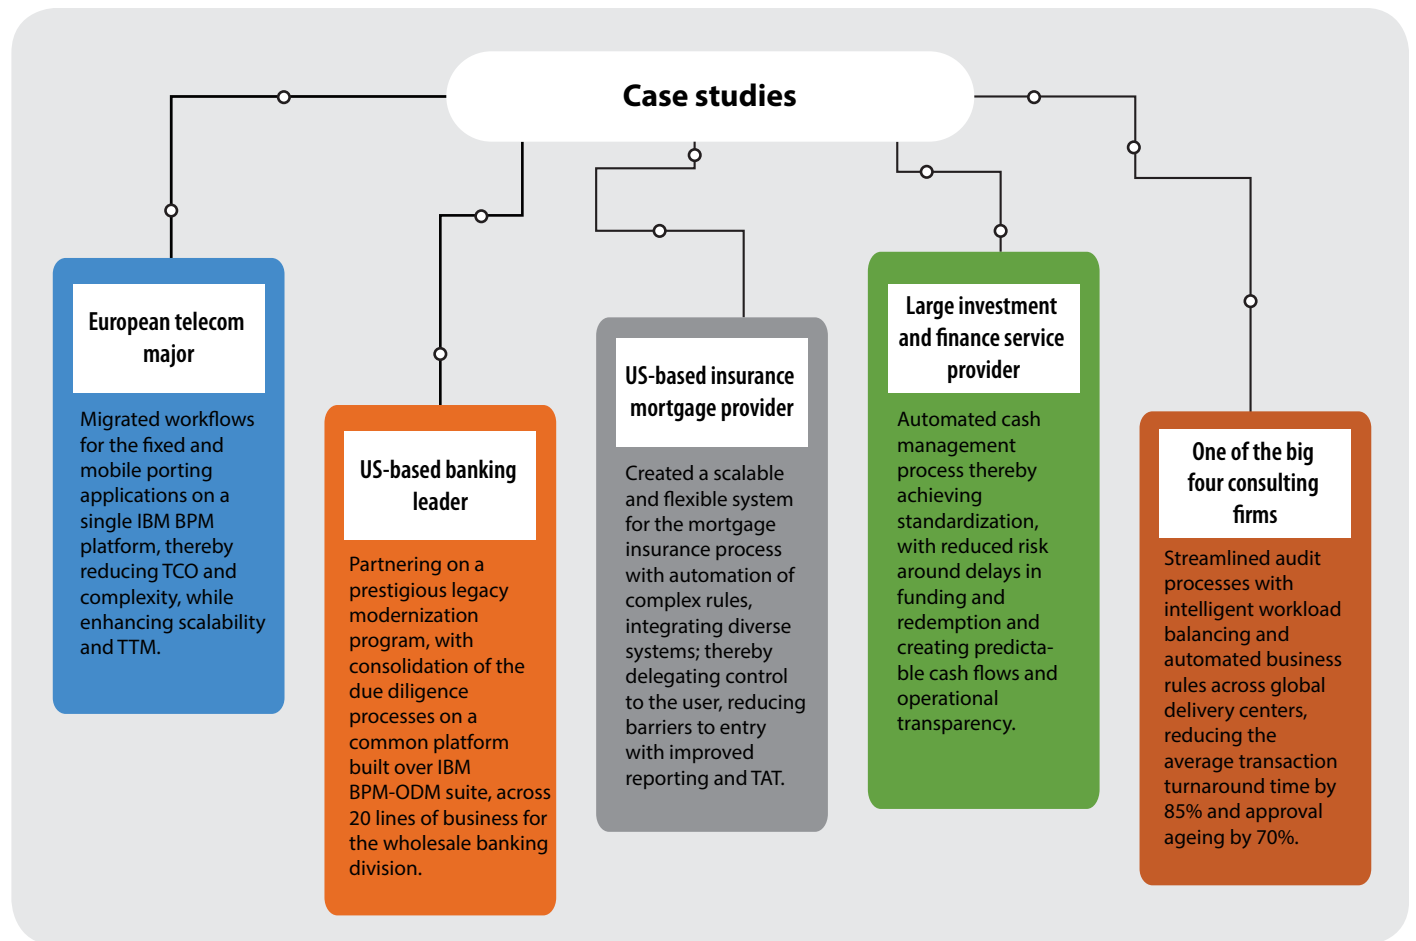 Case studies
European telecom
major
Migrated workflows
for the fixed and
mobile porting
applications on a
single IBM BPM
platform, thereby
reducing TCO and
complexity, while
enhancing scalability
and TTM.
US-based banking
leader
Partnering on a
prestigious legacy
modernization
program, with
consolidation of the
due diligence
processes on a
common platform
built over IBM
BPM-ODM suite, across
20 lines of business for
the wholesale banking
division.
US-based insurance
mortgage provider
Created a scalable
and flexible system
for the mortgage
insurance process
with automation of
complex rules,
integrating diverse
systems; thereby
delegating control
to the user, reducing
barriers to entry
with improved
reporting and TAT.
Large investment
and finance service
provider
Automated cash
management
process thereby
achieving
standardization,
with reduced risk
around delays in
funding and
redemption and
creating predicta-
ble cash flows and
operational
transparency.
One of the big
four consulting
firms
Streamlined audit
processes with
intelligent workload
balancing and
automated business
rules across global
delivery centers,
reducing the
average transaction
turnaround time by
85% and approval
ageing by 70%.